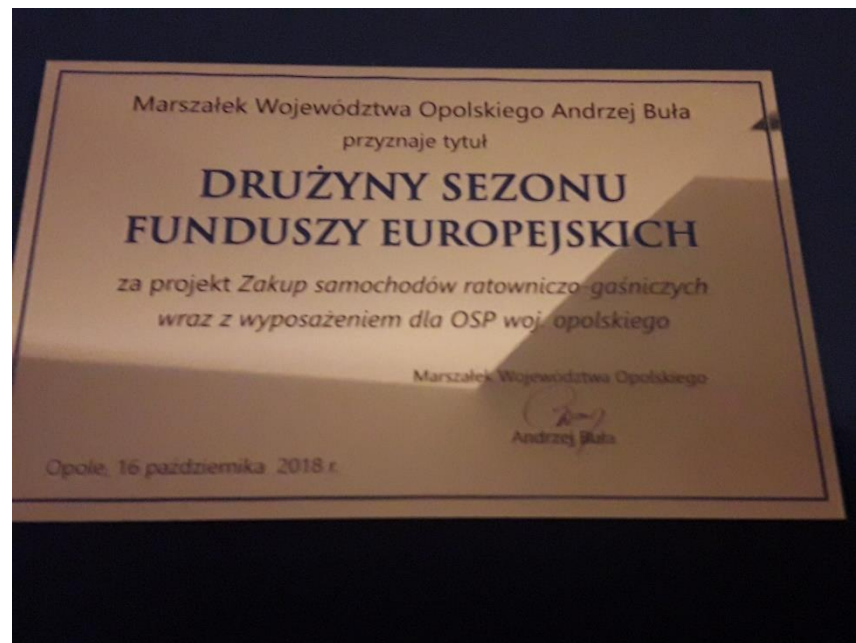 Marszałek Województwa Opolskiego Andrzej Buła
przyznaje tytuł
DRUŻYNY SEZONU
FUNDUSZY EUROPEJSKICH
za projekt Zakup samochodów ratowniczo-gaśniczych
wraz z wyposażeniem dla OSP woj. opolskiego
Marszałek Województwa Opolskiego
Andrzej Buła
Opole, 16 października 2018 r.